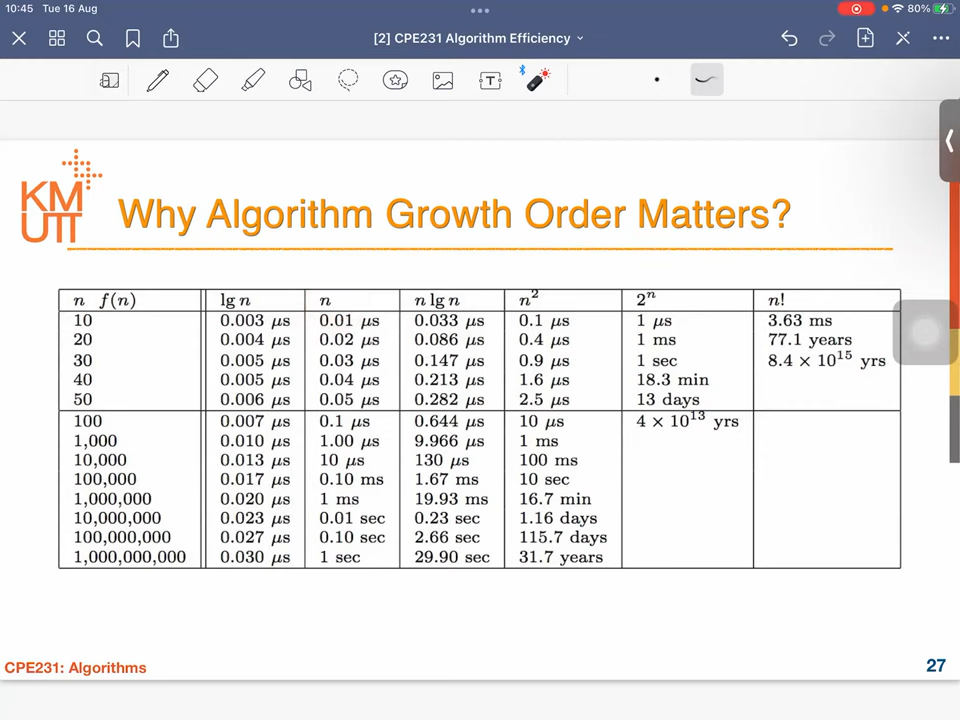 10:45 Tue 16 Aug 80%
[2] CPE231 Algorithm Efficiency
T
KM
UTT
Why Algorithm Growth Order Matters?
n f(n) lg n n n lg n n² 2ⁿ n!
10 0.003 μs 0.01 μs 0.033 μs 0.1 μs 1 μs 3.63 ms
20 0.004 μs 0.02 μs 0.086 μs 0.4 μs 1 ms 77.1 years
30 0.005 μs 0.03 μs 0.147 μs 0.9 μs 1 sec 8.4 × 10¹⁵ yrs
40 0.005 μs 0.04 μs 0.213 μs 1.6 μs 18.3 min
50 0.006 μs 0.05 μs 0.282 μs 2.5 μs 13 days
100 0.007 μs 0.1 μs 0.644 μs 10 μs 4 × 10¹³ yrs
1,000 0.010 μs 1.00 μs 9.966 μs 1 ms
10,000 0.013 μs 10 μs 130 μs 100 ms
100,000 0.017 μs 0.10 ms 1.67 ms 10 sec
1,000,000 0.020 μs 1 ms 19.93 ms 16.7 min
10,000,000 0.023 μs 0.01 sec 0.23 sec 1.16 days
100,000,000 0.027 μs 0.10 sec 2.66 sec 115.7 days
1,000,000,000 0.030 μs 1 sec 29.90 sec 31.7 years
CPE231: Algorithms 27